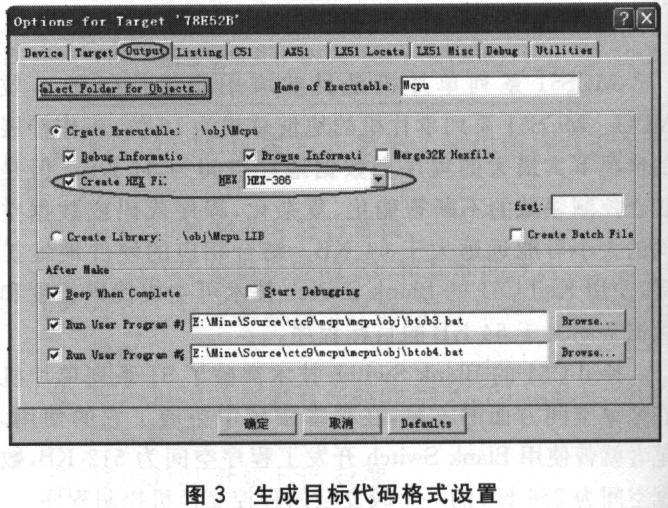 Options for Target '78E52B'
Device Target Output Listing C51 AX51 LX51 Locate LX51 Misc Debug Utilities
elect Folder for Objects.. Name of Executable: Mcpu
Create Executable: .\obj\Mcpu
Debug Informatio Browse Informati Merge32K Hexfile
Create HEX Fi: HEX HEX-386
fset:
Create Library: .\obj\Mcpu LIB Create Batch File
After Make
Beep When Complete Start Debugging
Run User Program # E:\Mine\Source\ctc9\mcpu\mcpu\obj\btob3.bat Browse...
Run User Program # E:\Mine\Source\ctc9\mcpu\mcpu\obj\btob4.bat Browse...
确定 取消 Defaults
图 3 生成目标代码格式设置